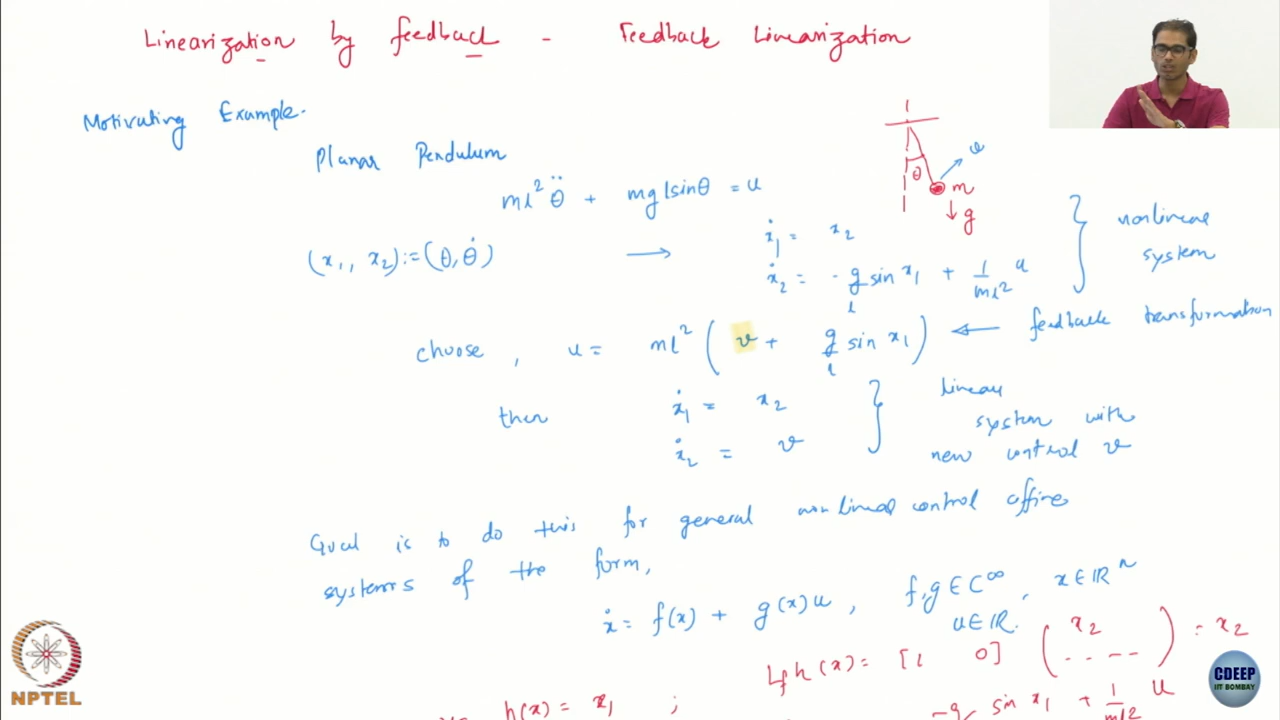 Linearization by feedback - Feedback Linearization
Motivating Example.
Planar Pendulum
ml² θ̈ + mg l sinθ = u
θ
u
m
g
(x₁, x₂) := (θ, θ̇) → ẋ₁ = x₂
ẋ₂ = - g/l sin x₁ + 1/ml² u
nonlinear
system
choose, u = ml² ( v + g/l sin x₁ ) ← feedback transformation
then ẋ₁ = x₂
ẋ₂ = v
linear
system with
new control v
Goal is to do this for general nonlinear control affine
systems of the form,
ẋ = f(x) + g(x)u, f,g ∈ C^∞, x ∈ ℝⁿ
u ∈ ℝ.
L_f h(x) = [1 0] ( x₂ .... ) = x₂
h(x) = x₁ ;
-g sin x₁ + 1/ml² u
NPTEL
CDEEP
IIT BOMBAY